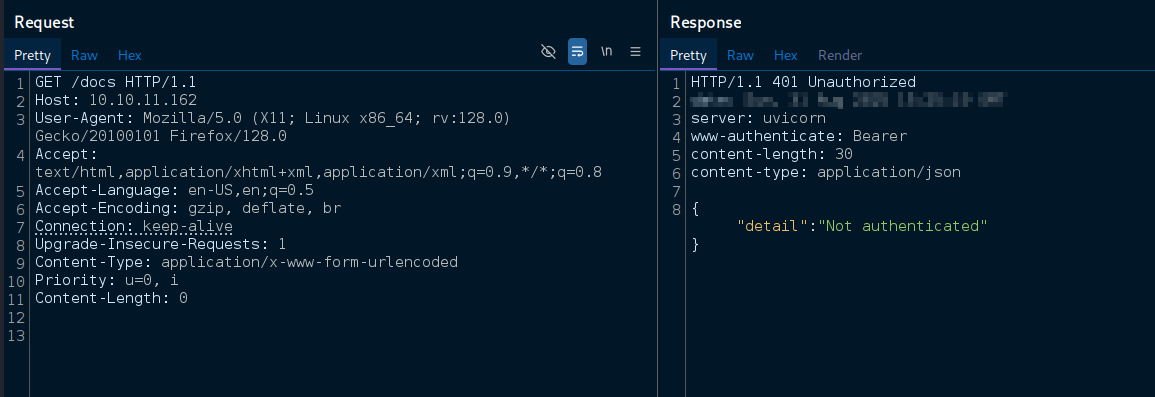 Request
Pretty Raw Hex \n
1 GET /docs HTTP/1.1
2 Host: 10.10.11.162
3 User-Agent: Mozilla/5.0 (X11; Linux x86_64; rv:128.0)
Gecko/20100101 Firefox/128.0
4 Accept:
text/html,application/xhtml+xml,application/xml;q=0.9,*/*;q=0.8
5 Accept-Language: en-US,en;q=0.5
6 Accept-Encoding: gzip, deflate, br
7 Connection: keep-alive
8 Upgrade-Insecure-Requests: 1
9 Content-Type: application/x-www-form-urlencoded
10 Priority: u=0, i
11 Content-Length: 0
12
13
Response
Pretty Raw Hex Render
1 HTTP/1.1 401 Unauthorized
2
3 server: uvicorn
4 www-authenticate: Bearer
5 content-length: 30
6 content-type: application/json
7
8 {
"detail":"Not authenticated"
}